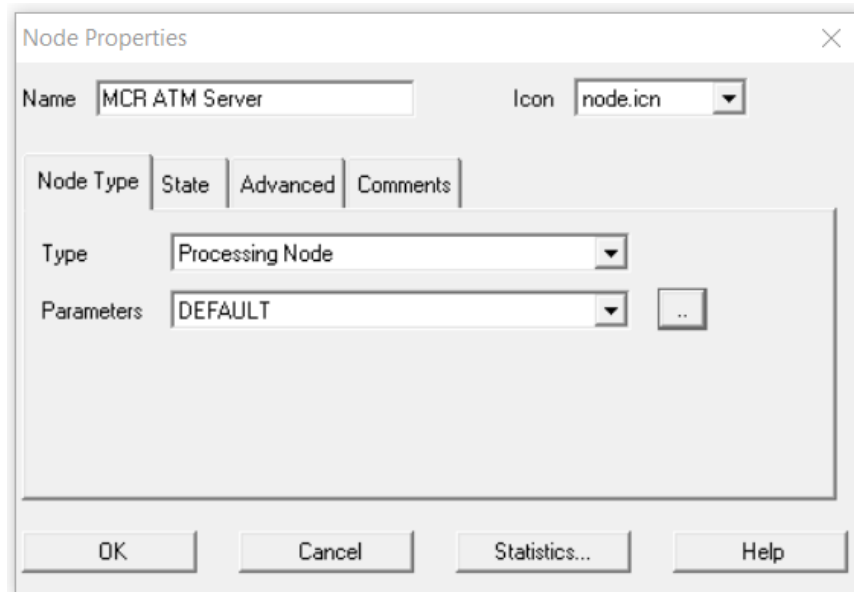 Node Properties
Name MCR ATM Server Icon node.icn
Node Type State Advanced Comments
Type Processing Node
Parameters DEFAULT ..
OK Cancel Statistics... Help